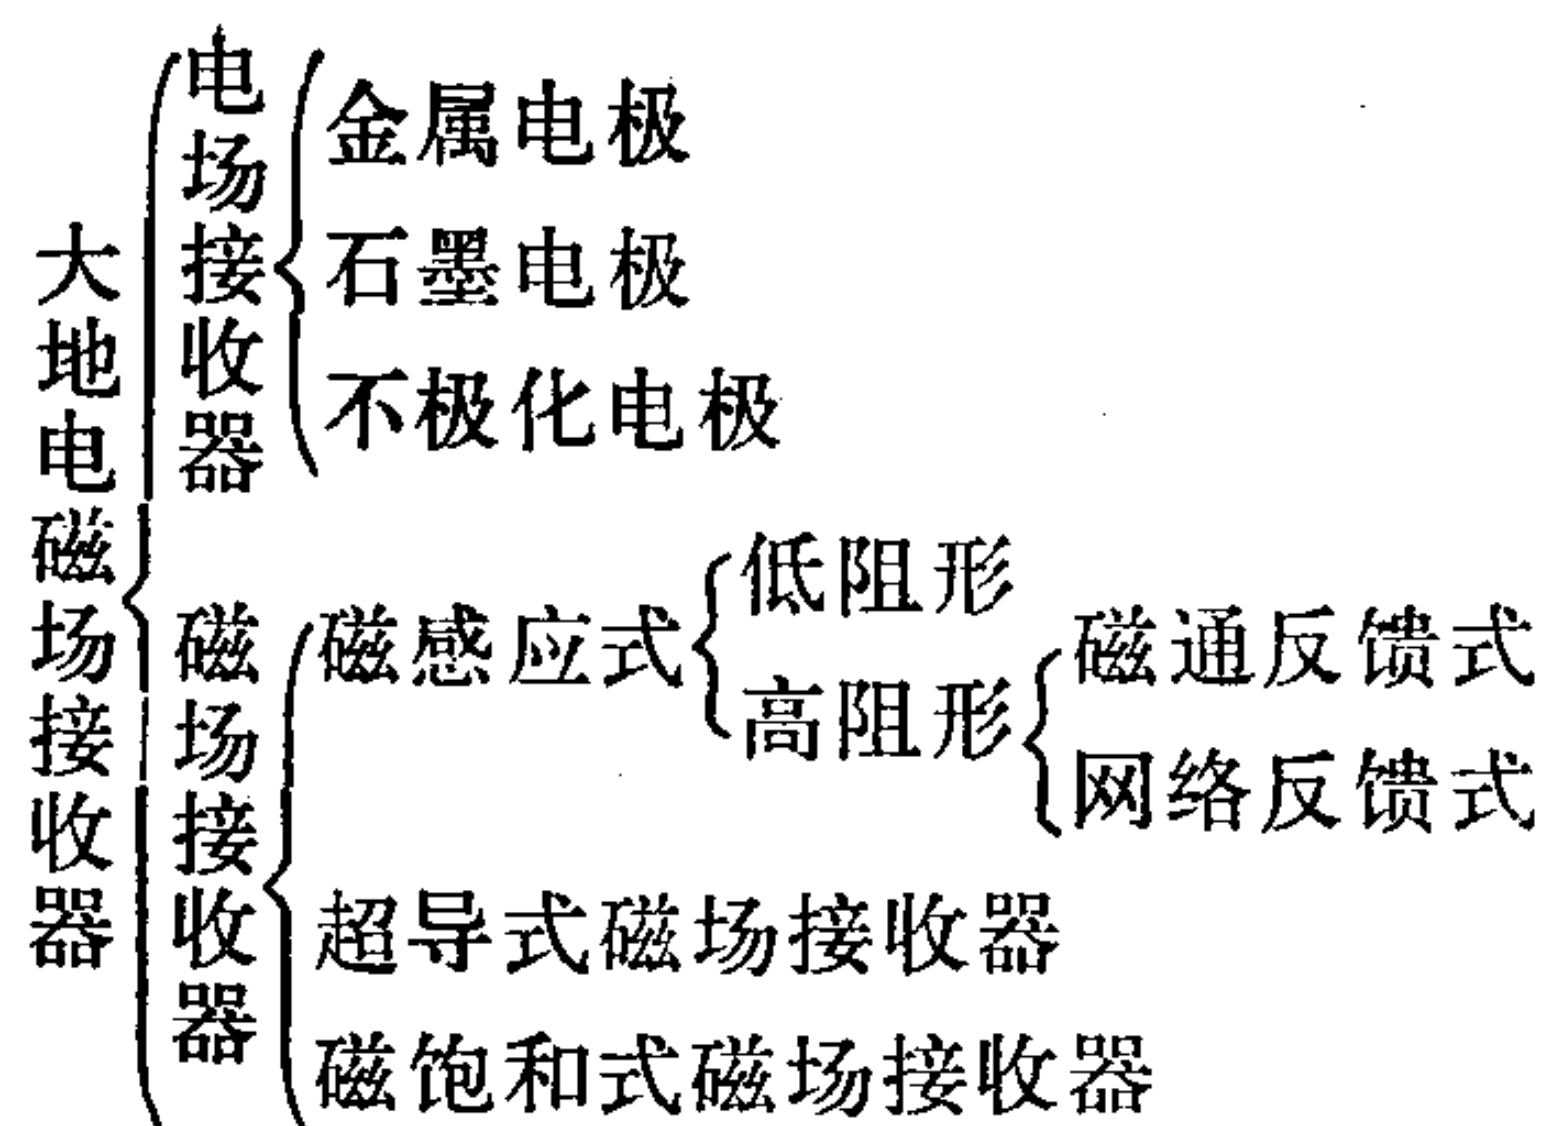 大地电磁场接收器
电场接收器
金属电极
石墨电极
不极化电极
磁场接收器
磁感应式
低阻形
高阻形
磁通反馈式
网络反馈式
超导式磁场接收器
磁饱和式磁场接收器